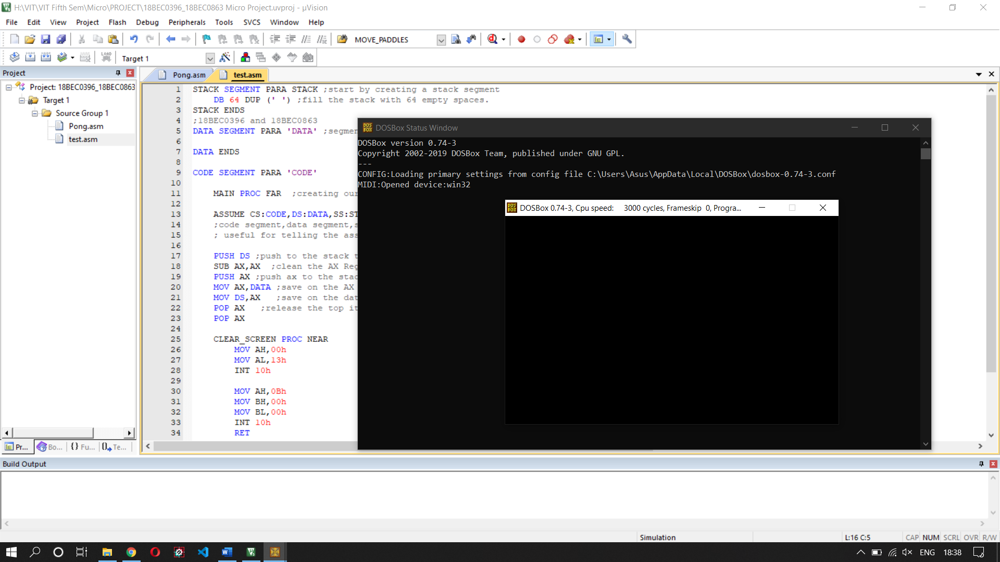 H:\VIT\VIT Fifth Sem\Micro\PROJECT\18BEC0396_18BEC0863 Micro Project.uvproj - µVision
File Edit View Project Flash Debug Peripherals Tools SVCS Window Help
MOVE_PADDLES
LOAD
Target 1
Project
Project: 18BEC0396_18BEC0863
Target 1
Source Group 1
Pong.asm
test.asm
Pr...
Bo...
{} Fu...
Te...
Pong.asm
test.asm
1 STACK SEGMENT PARA STACK ;start by creating a stack segment
2 DB 64 DUP (' ') ;fill the stack with 64 empty spaces.
3 STACK ENDS
4 ;18BEC0396 and 18BEC0863
5 DATA SEGMENT PARA 'DATA' ;segmen
6
7 DATA ENDS
8
9 CODE SEGMENT PARA 'CODE'
10
11 MAIN PROC FAR ;creating our
12
13 ASSUME CS:CODE,DS:DATA,SS:ST
14 ;code segment,data segment,s
15 ; useful for telling the ass
16
17 PUSH DS ;push to the stack t
18 SUB AX,AX ;clean the AX Reg
19 PUSH AX ;push ax to the stac
20 MOV AX,DATA ;save on the AX
21 MOV DS,AX ;save on the dat
22 POP AX ;release the top it
23 POP AX
24
25 CLEAR_SCREEN PROC NEAR
26 MOV AH,00h
27 MOV AL,13h
28 INT 10h
29
30 MOV AH,0Bh
31 MOV BH,00h
32 MOV BL,00h
33 INT 10h
34 RET
DOSBox Status Window
DOSBox version 0.74-3
Copyright 2002-2019 DOSBox Team, published under GNU GPL.
---
CONFIG:Loading primary settings from config file C:\Users\Asus\AppData\Local\DOSBox\dosbox-0.74-3.conf
MIDI:Opened device:win32
DOSBox 0.74-3, Cpu speed: 3000 cycles, Frameskip 0, Progra...
Build Output
Simulation
L:16 C:5
CAP NUM SCRL OVR R/W
ENG
18:38